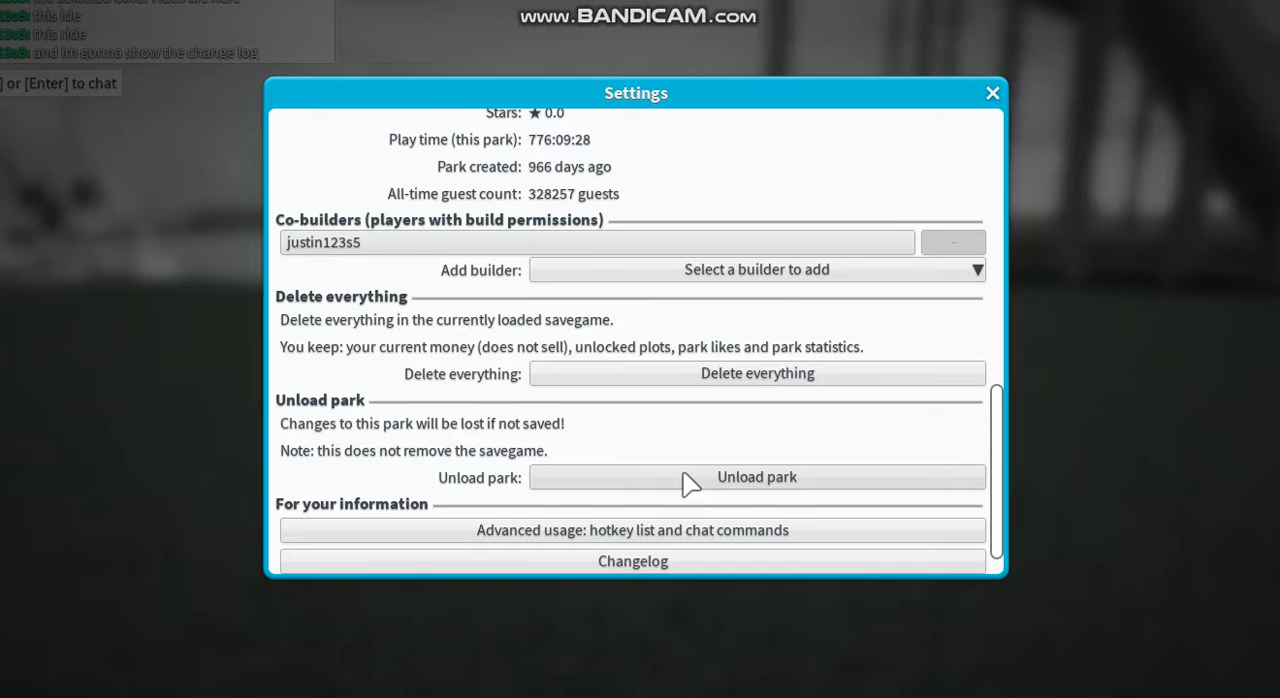 www.BANDICAM.com
this ide
this ride
and im gonna show the change log
] or [Enter] to chat
Settings
Stars: ★ 0.0
Play time (this park): 776:09:28
Park created: 966 days ago
All-time guest count: 328257 guests
Co-builders (players with build permissions)
justin123s5 -
Add builder: Select a builder to add ▼
Delete everything
Delete everything in the currently loaded savegame.
You keep: your current money (does not sell), unlocked plots, park likes and park statistics.
Delete everything: Delete everything
Unload park
Changes to this park will be lost if not saved!
Note: this does not remove the savegame.
Unload park: Unload park
For your information
Advanced usage: hotkey list and chat commands
Changelog